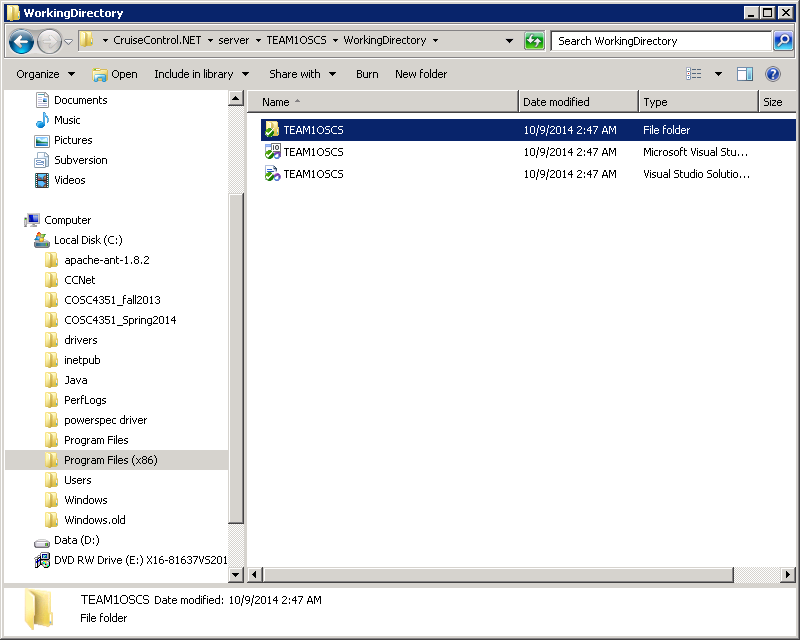 WorkingDirectory
CruiseControl.NET server TEAM1OSCS WorkingDirectory Search WorkingDirectory
Organize Open Include in library Share with Burn New folder
Name Date modified Type Size
Documents
Music
Pictures
Subversion
Videos
Computer
Local Disk (C:)
apache-ant-1.8.2
CCNet
COSC4351_fall2013
COSC4351_Spring2014
drivers
inetpub
Java
PerfLogs
powerspec driver
Program Files
Program Files (x86)
Users
Windows
Windows.old
Data (D:)
DVD RW Drive (E:) X16-81637VS201
TEAM1OSCS 10/9/2014 2:47 AM File folder
TEAM1OSCS 10/9/2014 2:47 AM Microsoft Visual Stu...
TEAM1OSCS 10/9/2014 2:47 AM Visual Studio Solutio...
TEAM1OSCS Date modified: 10/9/2014 2:47 AM
File folder